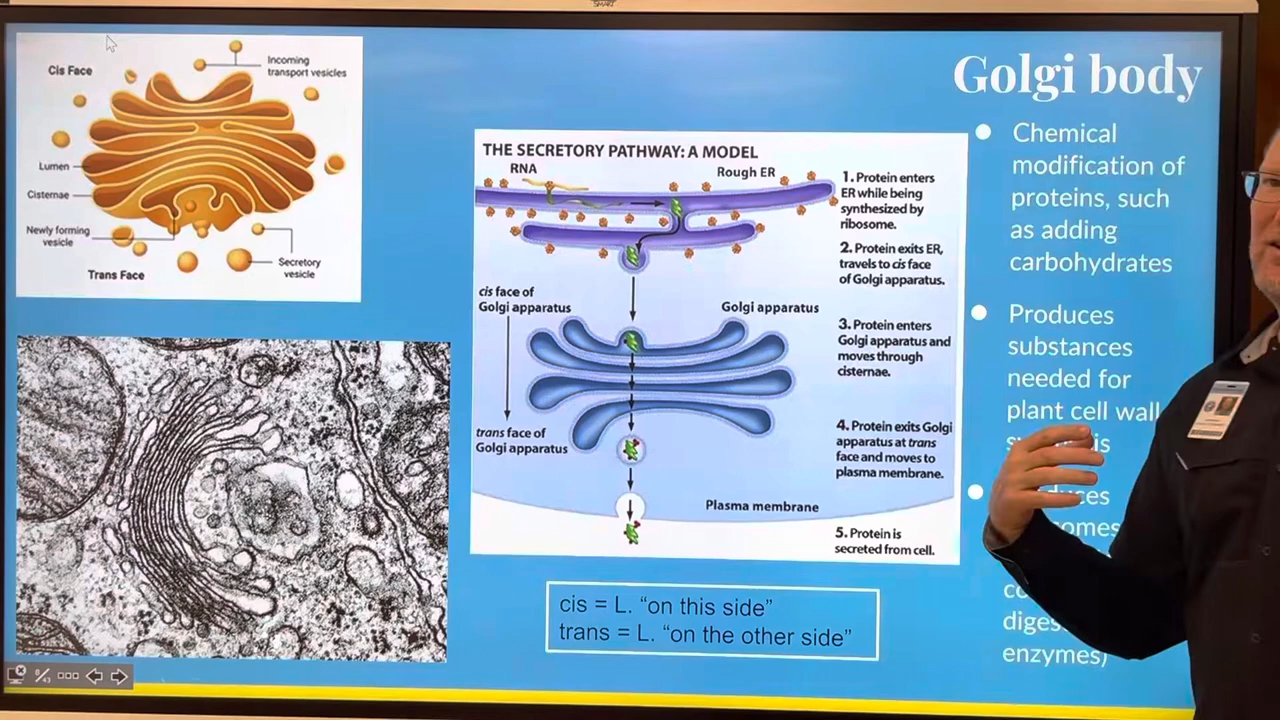 SMART
Golgi body
Cis Face
Incoming
transport vesicles
Lumen
Cisternae
Newly forming
vesicle
Trans Face
Secretory
vesicle
THE SECRETORY PATHWAY: A MODEL
RNA
Rough ER
1. Protein enters
ER while being
synthesized by
ribosome.
2. Protein exits ER,
travels to cis face
of Golgi apparatus.
cis face of
Golgi apparatus
Golgi apparatus
3. Protein enters
Golgi apparatus and
moves through
cisternae.
trans face of
Golgi apparatus
4. Protein exits Golgi
apparatus at trans
face and moves to
plasma membrane.
Plasma membrane
5. Protein is
secreted from cell.
cis = L. “on this side”
trans = L. “on the other side”
● Chemical
modification of
proteins, such
as adding
carbohydrates
● Produces
substances
needed for
plant cell wall
●
enzymes)